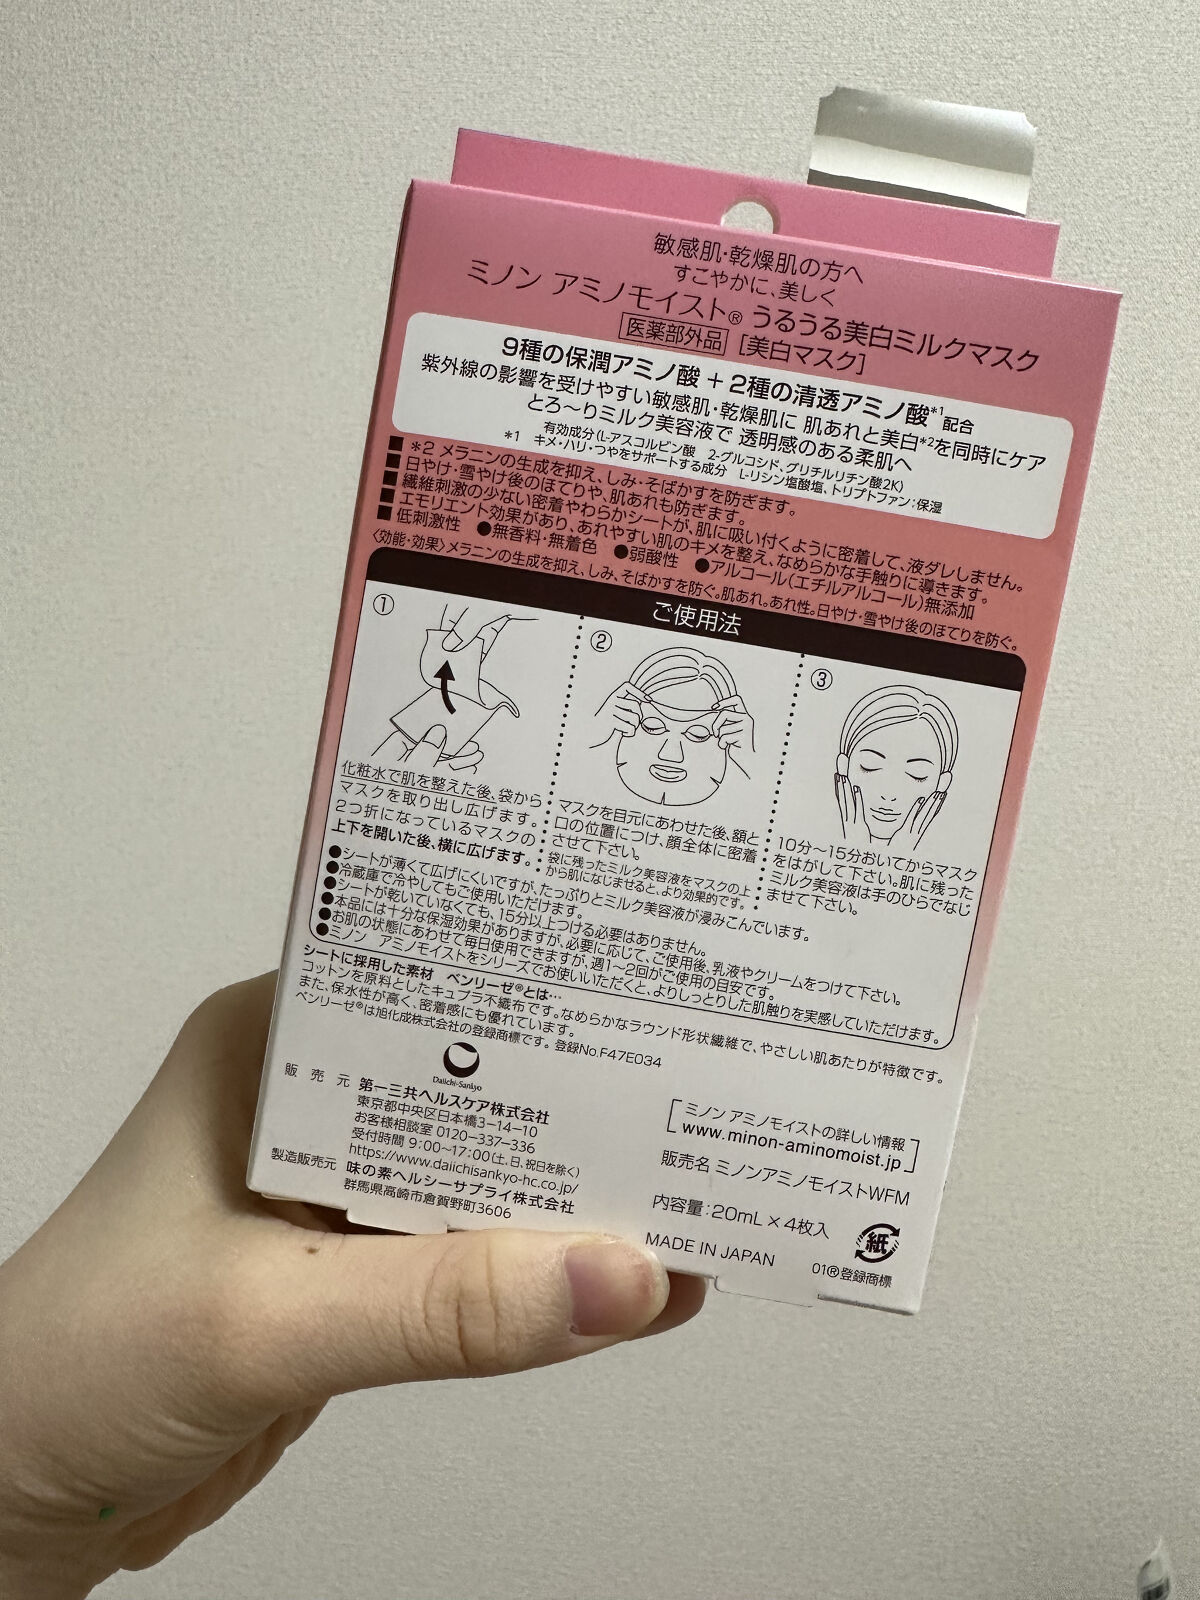 敏感肌・乾燥肌の方へ
すこやかに、美しく
ミノン アミノモイスト® うるうる美白ミルクマスク
医薬部外品 [美白マスク]
9種の保潤アミノ酸 + 2種の清透アミノ酸*1配合
紫外線の影響を受けやすい敏感肌・乾燥肌に 肌あれと美白*2を同時にケア
とろ〜りミルク美容液で 透明感のある柔肌へ
有効成分(L-アスコルビン酸 2-グルコシド、グリチルリチン酸2K)
*1 キメ・ハリ・つやをサポートする成分 L-リシン塩酸塩、トリプトファン:保湿
■ *2 メラニンの生成を抑え、しみ・そばかすを防ぎます。
■ 日やけ・雪やけ後のほてりや、肌あれも防ぎます。
■ 繊維刺激の少ない密着やわらかシートが、肌に吸い付くように密着して、液ダレしません。
■ エモリエント効果があり、あれやすい肌のキメを整え、なめらかな手触りに導きます。
■ 低刺激性 ●無香料・無着色 ●弱酸性 ●アルコール(エチルアルコール)無添加
〈効能・効果〉メラニンの生成を抑え、しみ、そばかすを防ぐ。肌あれ。あれ性。日やけ・雪やけ後のほてりを防ぐ。
ご使用法
①
化粧水で肌を整えた後、袋から
マスクを取り出し広げます。
2つ折になっているマスクの
上下を開いた後、横に広げます。
②
マスクを目元にあわせた後、額と
口の位置につけ、顔全体に密着
させて下さい。
袋に残ったミルク美容液をマスクの上
から肌になじませると、より効果的です。
③
10分〜15分おいてからマスク
をはがして下さい。肌に残った
ミルク美容液は手のひらでなじ
ませて下さい。
●シートが薄くて広げにくいですが、たっぷりとミルク美容液が浸みこんでいます。
●冷蔵庫で冷やしてもご使用いただけます。
●シートが乾いていなくても、15分以上つける必要はありません。
●本品には十分な保湿効果がありますが、必要に応じて、ご使用後、乳液やクリームをつけて下さい。
●お肌の状態にあわせて毎日使用できますが、週1〜2回がご使用の目安です。
●ミノン アミノモイストをシリーズでお使いいただくと、よりしっとりした肌触りを実感していただけます。
シートに採用した素材 ベンリーゼ®とは…
コットンを原料としたキュプラ不織布です。なめらかなラウンド形状繊維で、やさしい肌あたりが特徴です。
また、保水性が高く、密着感にも優れています。
ベンリーゼ®は旭化成株式会社の登録商標です。登録No.F47E034
Daiichi-Sankyo
販売元 第一三共ヘルスケア株式会社
東京都中央区日本橋3-14-10
お客様相談室 0120-337-336
受付時間 9:00〜17:00(土、日、祝日を除く)
https://www.daiichisankyo-hc.co.jp/
製造販売元 味の素ヘルシーサプライ株式会社
群馬県高崎市倉賀野町3606
ミノン アミノモイストの詳しい情報
www.minon-aminomoist.jp
販売名 ミノンアミノモイストWFM
内容量:20mL×4枚入
紙
MADE IN JAPAN
01®登録商標